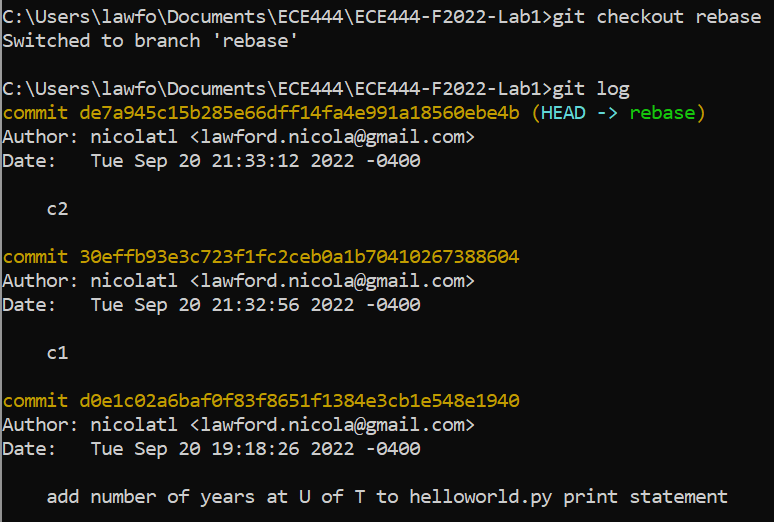 C:\Users\lawfo\Documents\ECE444\ECE444-F2022-Lab1>git checkout rebase
Switched to branch 'rebase'
C:\Users\lawfo\Documents\ECE444\ECE444-F2022-Lab1>git log
commit de7a945c15b285e66dff14fa4e991a18560ebe4b (HEAD -> rebase)
Author: nicolatl <lawford.nicola@gmail.com>
Date:   Tue Sep 20 21:33:12 2022 -0400
    c2
commit 30effb93e3c723f1fc2ceb0a1b70410267388604
Author: nicolatl <lawford.nicola@gmail.com>
Date:   Tue Sep 20 21:32:56 2022 -0400
    c1
commit d0e1c02a6baf0f83f8651f1384e3cb1e548e1940
Author: nicolatl <lawford.nicola@gmail.com>
Date:   Tue Sep 20 19:18:26 2022 -0400
    add number of years at U of T to helloworld.py print statement